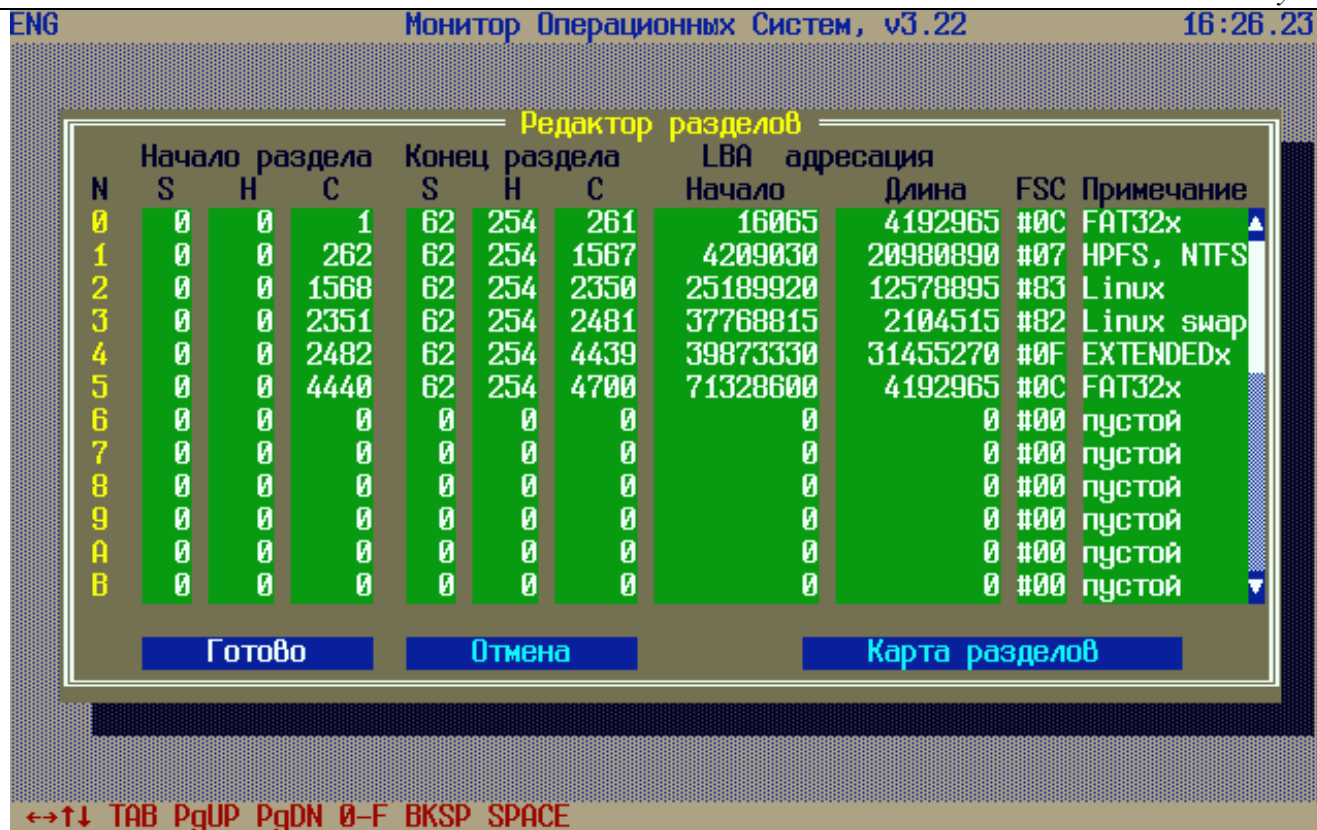 ENG Монитор Операционных Систем, v3.22 16:26.23
Редактор разделов
Начало раздела Конец раздела LBA адресация
N S H C S H C Начало Длина FSC Примечание
0 0 0 1 62 254 261 16065 4192965 #0C FAT32x
1 0 0 262 62 254 1567 4209030 20980890 #07 HPFS, NTFS
2 0 0 1568 62 254 2350 25189920 12578895 #83 Linux
3 0 0 2351 62 254 2481 37768815 2104515 #82 Linux swap
4 0 0 2482 62 254 4439 39873330 31455270 #0F EXTENDEDx
5 0 0 4440 62 254 4700 71328600 4192965 #0C FAT32x
6 0 0 0 0 0 0 0 0 #00 пустой
7 0 0 0 0 0 0 0 0 #00 пустой
8 0 0 0 0 0 0 0 0 #00 пустой
9 0 0 0 0 0 0 0 0 #00 пустой
A 0 0 0 0 0 0 0 0 #00 пустой
B 0 0 0 0 0 0 0 0 #00 пустой
Готово Отмена Карта разделов
←→↑↓ TAB PgUP PgDN 0-F BKSP SPACE